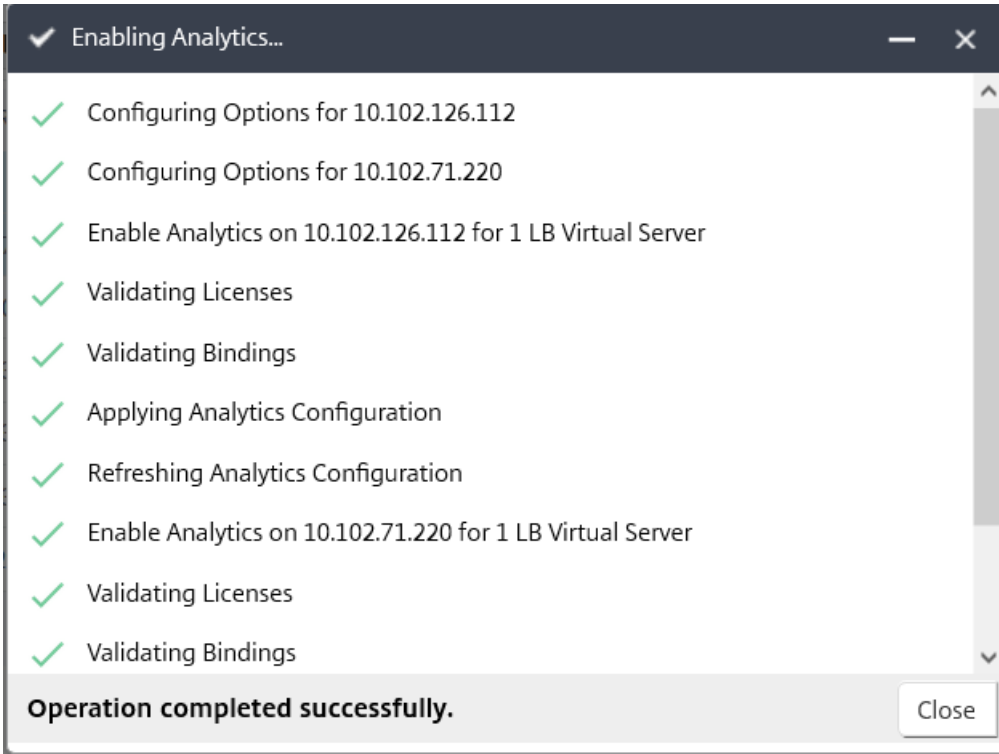 Enabling Analytics...
Configuring Options for 10.102.126.112
Configuring Options for 10.102.71.220
Enable Analytics on 10.102.126.112 for 1 LB Virtual Server
Validating Licenses
Validating Bindings
Applying Analytics Configuration
Refreshing Analytics Configuration
Enable Analytics on 10.102.71.220 for 1 LB Virtual Server
Validating Licenses
Validating Bindings
Operation completed successfully.
Close